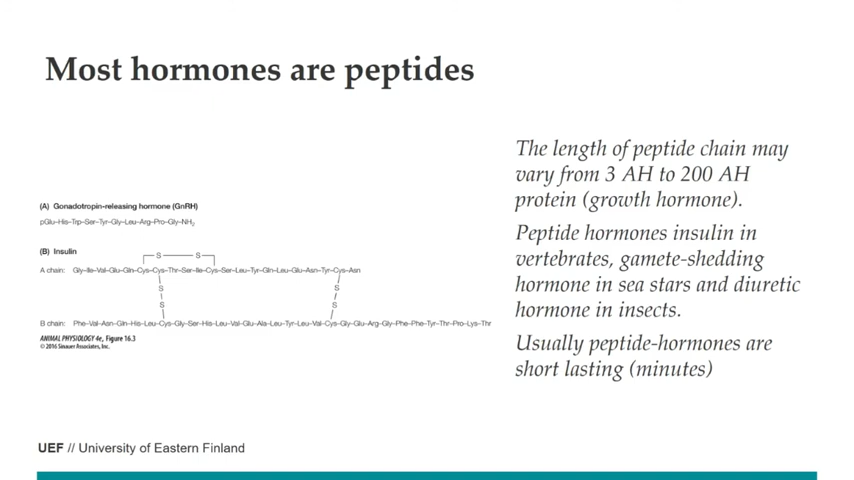 Most hormones are peptides
(A) Gonadotropin-releasing hormone (GnRH)
pGlu–His–Trp–Ser–Tyr–Gly–Leu–Arg–Pro–Gly–NH2
(B) Insulin
S S
A chain: Gly–Ile–Val–Glu–Gln–Cys–Cys–Thr–Ser–Ile–Cys–Ser–Leu–Tyr–Gln–Leu–Glu–Asn–Tyr–Cys–Asn
S S
S S
B chain: Phe–Val–Asn–Gln–His–Leu–Cys–Gly–Ser–His–Leu–Val–Glu–Ala–Leu–Tyr–Leu–Val–Cys–Gly–Glu–Arg–Gly–Phe–Phe–Tyr–Thr–Pro–Lys–Thr
ANIMAL PHYSIOLOGY 4e, Figure 16.3
© 2016 Sinauer Associates, Inc.
The length of peptide chain may
vary from 3 AH to 200 AH
protein (growth hormone).
Peptide hormones insulin in
vertebrates, gamete-shedding
hormone in sea stars and diuretic
hormone in insects.
Usually peptide-hormones are
short lasting (minutes)
UEF // University of Eastern Finland